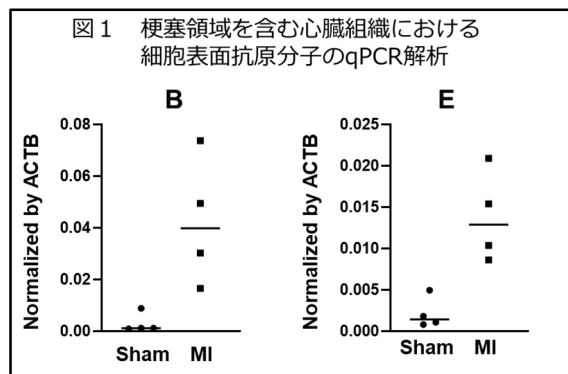 図１　梗塞領域を含む心臓組織における
細胞表面抗原分子のqPCR解析
B
Normalized by ACTB
0.08
0.06
0.04
0.02
0.00
Sham MI
E
Normalized by ACTB
0.025
0.020
0.015
0.010
0.005
0.000
Sham MI